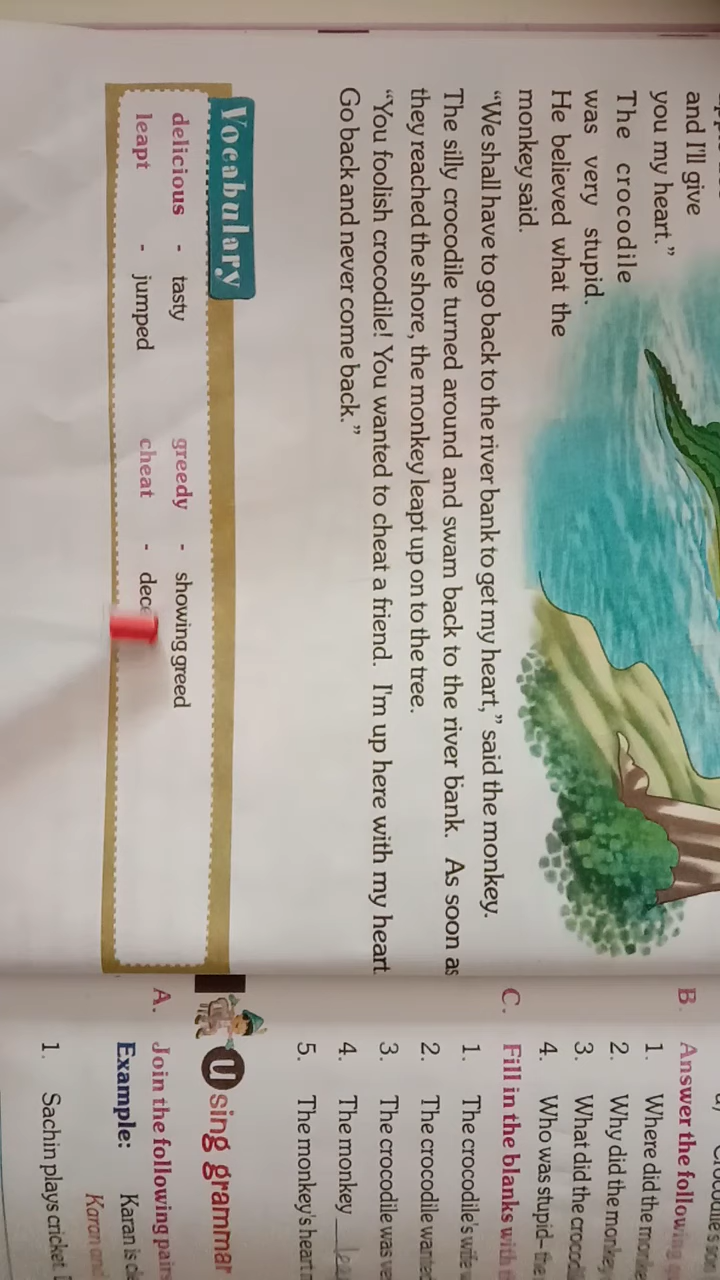 and I'll give
you my heart.”
The crocodile
was very stupid.
He believed what the
monkey said.
“We shall have to go back to the river bank to get my heart,” said the monkey.
The silly crocodile turned around and swam back to the river bank. As soon as
they reached the shore, the monkey leapt up on to the tree.
“You foolish crocodile! You wanted to cheat a friend. I'm up here with my heart.
Go back and never come back.”
Vocabulary
delicious - tasty greedy - showing greed
leapt - jumped cheat -
B. Answer the following
1. Where did the
2. Why did the
3. What did the
4. Who was stupid- the
C. Fill in the blanks with
1. The crocodile's wife
2. The crocodile
3. The crocodile was
4. The monkey
5. The monkey's heart
Using grammar
A. Join the following
Example: Karan is
Karan and
1. Sachin plays cricket.